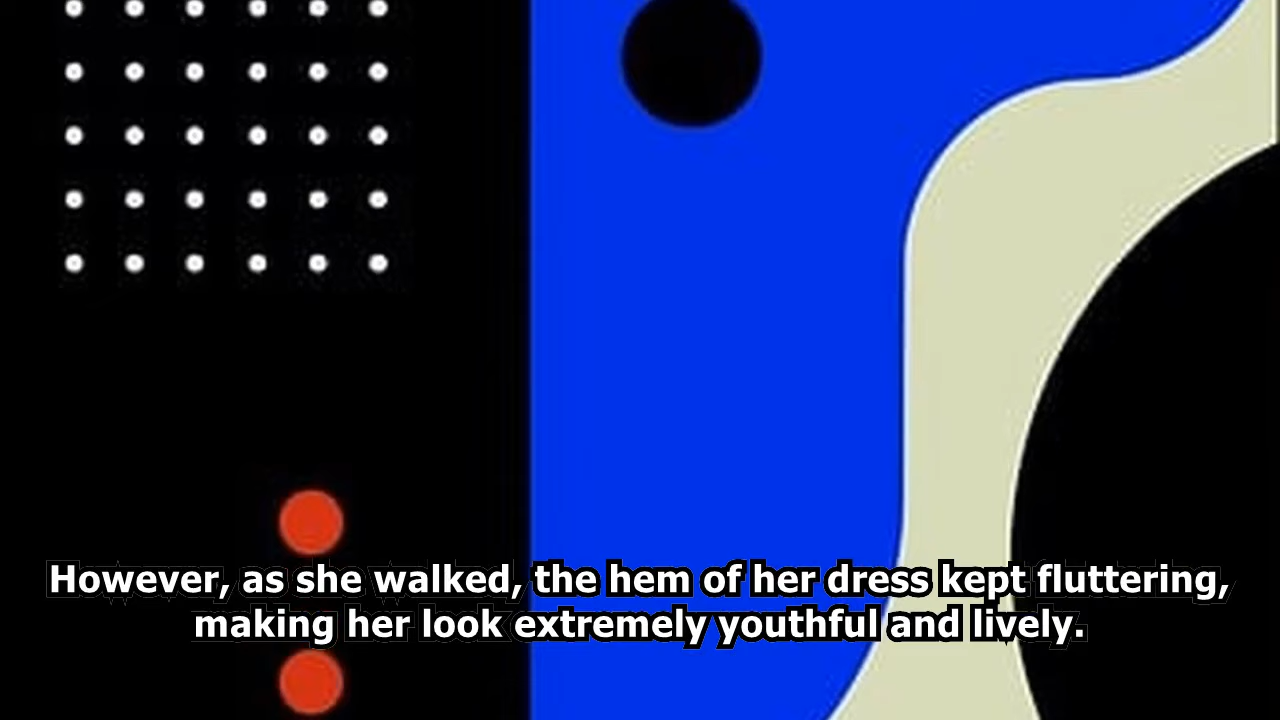 However, as she walked, the hem of her dress kept fluttering,
making her look extremely youthful and lively.